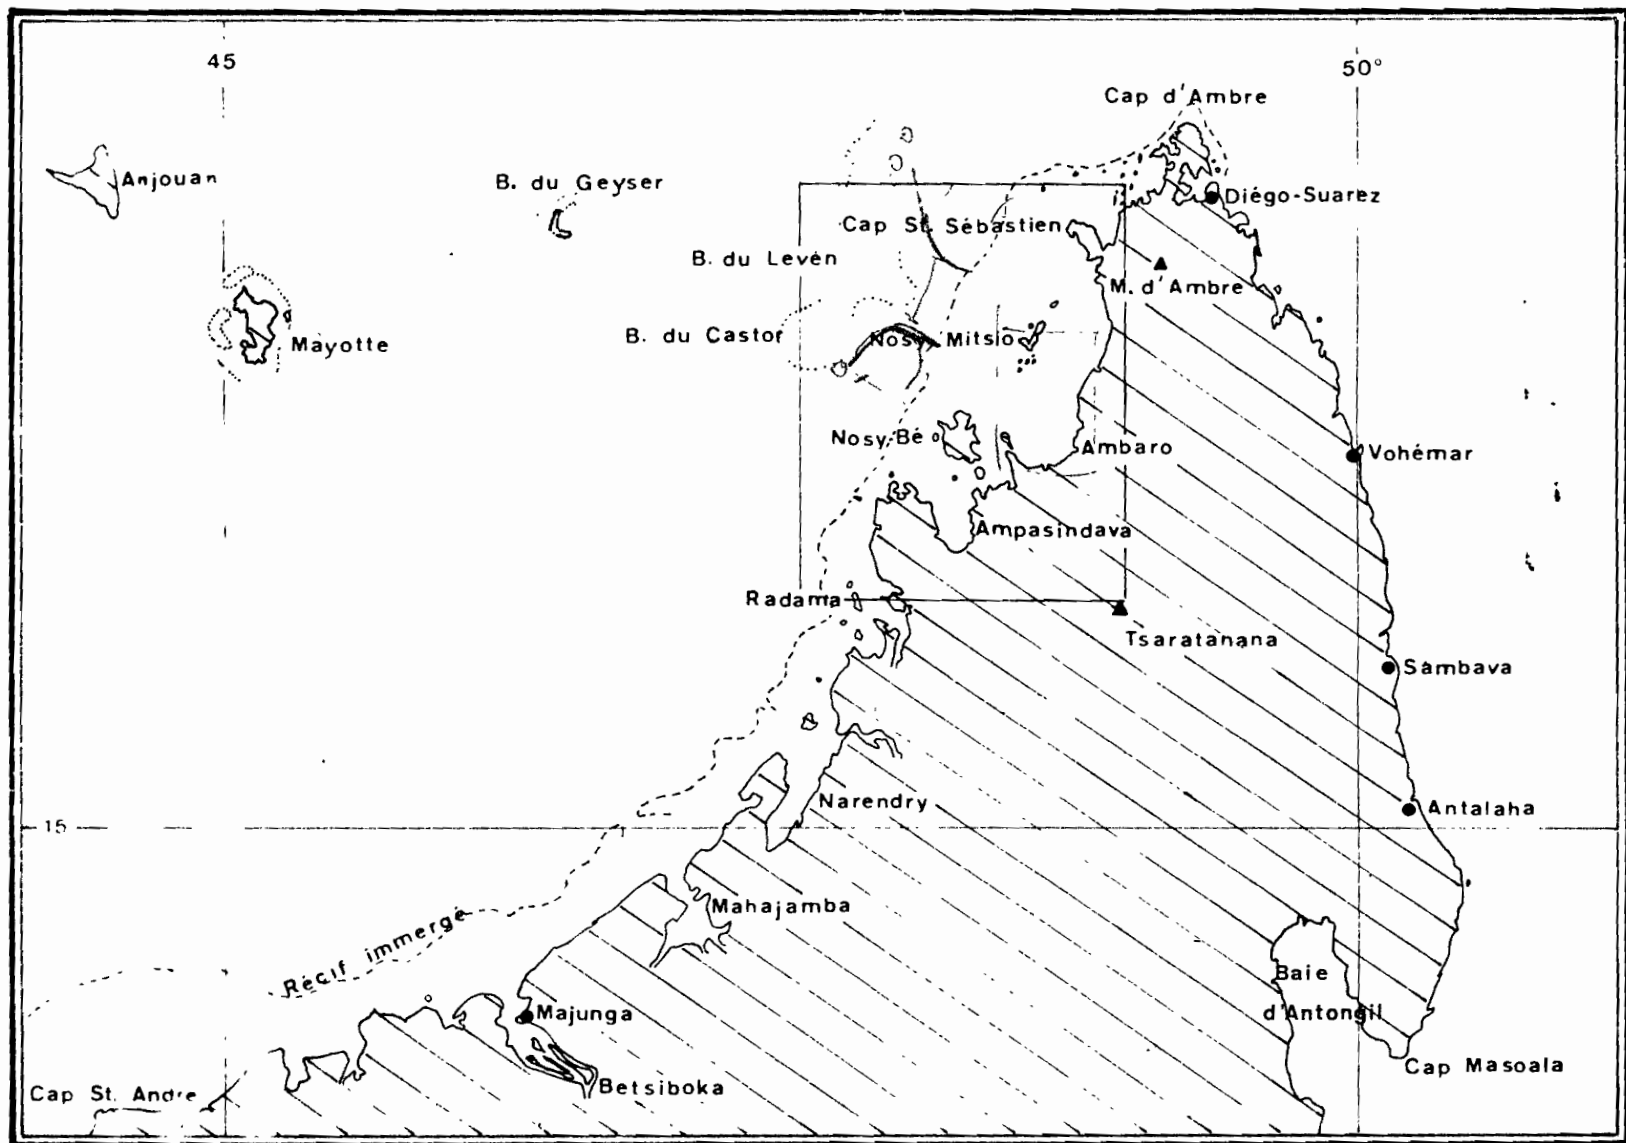 45
50°
Cap d'Ambre
Anjouan
B. du Geyser
Diégo-Suarez
Cap St. Sébastien
B. du Levén
M. d'Ambre
B. du Castor
Nosy Mitsio
Mayotte
Nosy-Bé
Ambaro
Vohémar
Ampasindava
Radama
Tsaratanana
Sambava
Narendry
Antalaha
15
Mahajamba
Récif immergé
Baie
d'Antongil
Majunga
Cap Masoala
Betsiboka
Cap St. Andre